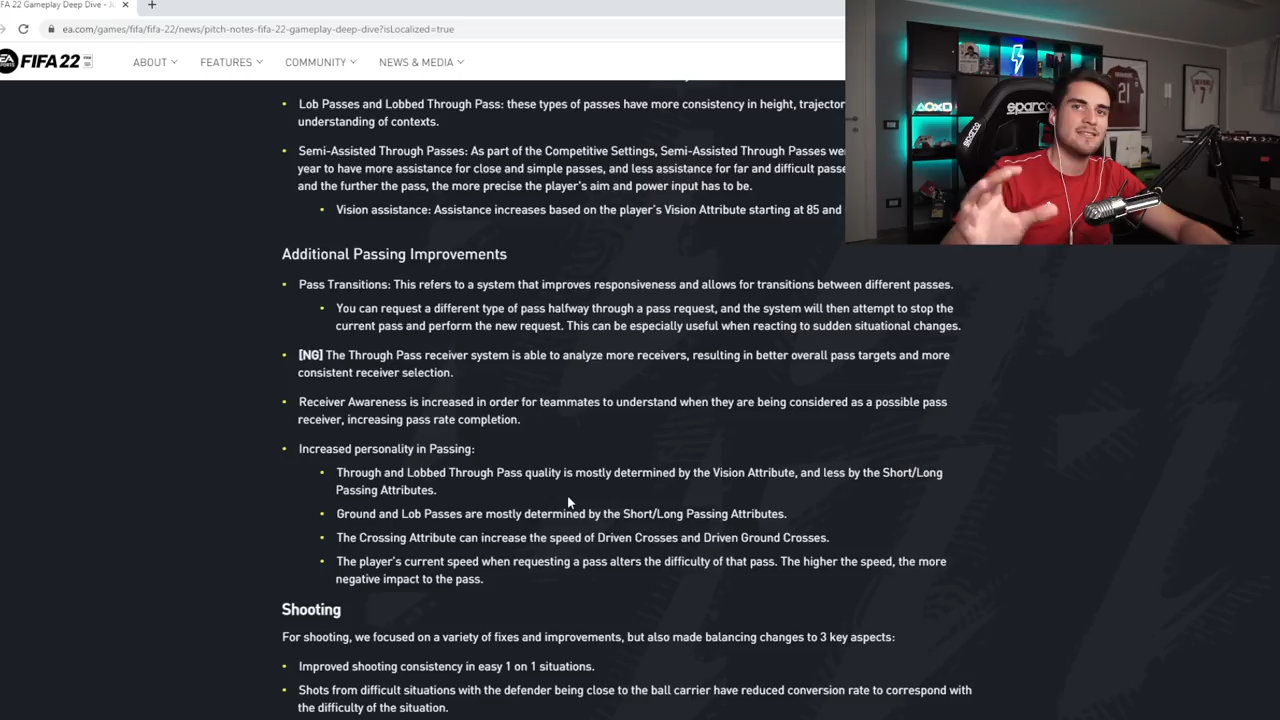 FA 22 Gameplay Deep Dive - A
ea.com/games/fifa/fifa-22/news/pitch-notes-fifa-22-gameplay-deep-dive?isLocalized=true
FIFA 22
ABOUT FEATURES COMMUNITY NEWS & MEDIA
Lob Passes and Lobbed Through Pass: these types of passes have more consistency in height, trajector
understanding of contexts.
Semi-Assisted Through Passes: As part of the Competitive Settings, Semi-Assisted Through Passes we
year to have more assistance for close and simple passes, and less assistance for far and difficult passe
and the further the pass, the more precise the player's aim and power input has to be.
Vision assistance: Assistance increases based on the player's Vision Attribute starting at 85 and
Additional Passing Improvements
Pass Transitions: This refers to a system that improves responsiveness and allows for transitions between different passes.
You can request a different type of pass halfway through a pass request, and the system will then attempt to stop the
current pass and perform the new request. This can be especially useful when reacting to sudden situational changes.
[NG] The Through Pass receiver system is able to analyze more receivers, resulting in better overall pass targets and more
consistent receiver selection.
Receiver Awareness is increased in order for teammates to understand when they are being considered as a possible pass
receiver, increasing pass rate completion.
Increased personality in Passing:
Through and Lobbed Through Pass quality is mostly determined by the Vision Attribute, and less by the Short/Long
Passing Attributes.
Ground and Lob Passes are mostly determined by the Short/Long Passing Attributes.
The Crossing Attribute can increase the speed of Driven Crosses and Driven Ground Crosses.
The player's current speed when requesting a pass alters the difficulty of that pass. The higher the speed, the more
negative impact to the pass.
Shooting
For shooting, we focused on a variety of fixes and improvements, but also made balancing changes to 3 key aspects:
Improved shooting consistency in easy 1 on 1 situations.
Shots from difficult situations with the defender being close to the ball carrier have reduced conversion rate to correspond with
the difficulty of the situation.
sparco
21
7